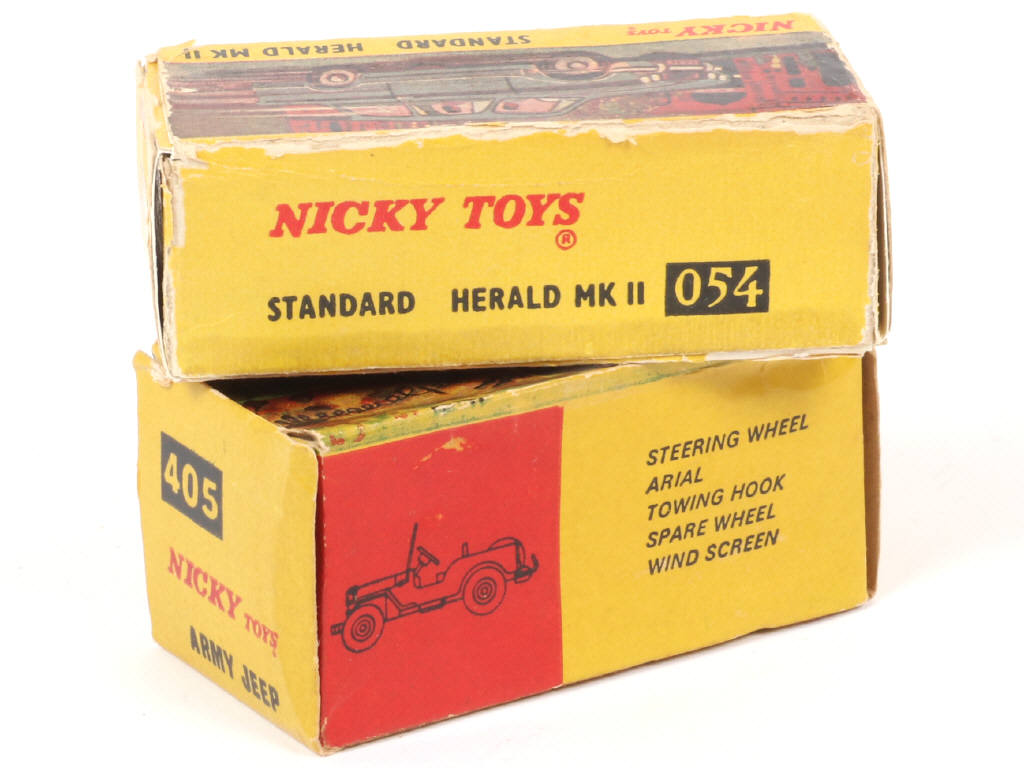 STANDARD HERALD MK II
NICKY TOYS
NICKY TOYS
®
STANDARD HERALD MK II 054
405
NICKY TOYS
ARMY JEEP
STEERING WHEEL
ARIAL
TOWING HOOK
SPARE WHEEL
WIND SCREEN